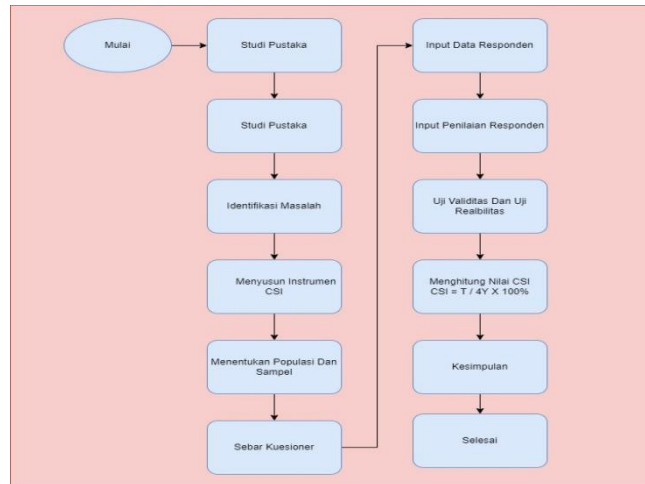 Mulai
Studi Pustaka
Studi Pustaka
Identifikasi Masalah
Menyusun Instrumen
CSI
Menentukan Populasi Dan
Sampel
Sebar Kuesioner
Input Data Responden
Input Penilaian Responden
Uji Validitas Dan Uji
Realbilitas
Menghitung Nilai CSI
CSI = T / 4Y X 100%
Kesimpulan
Selesai